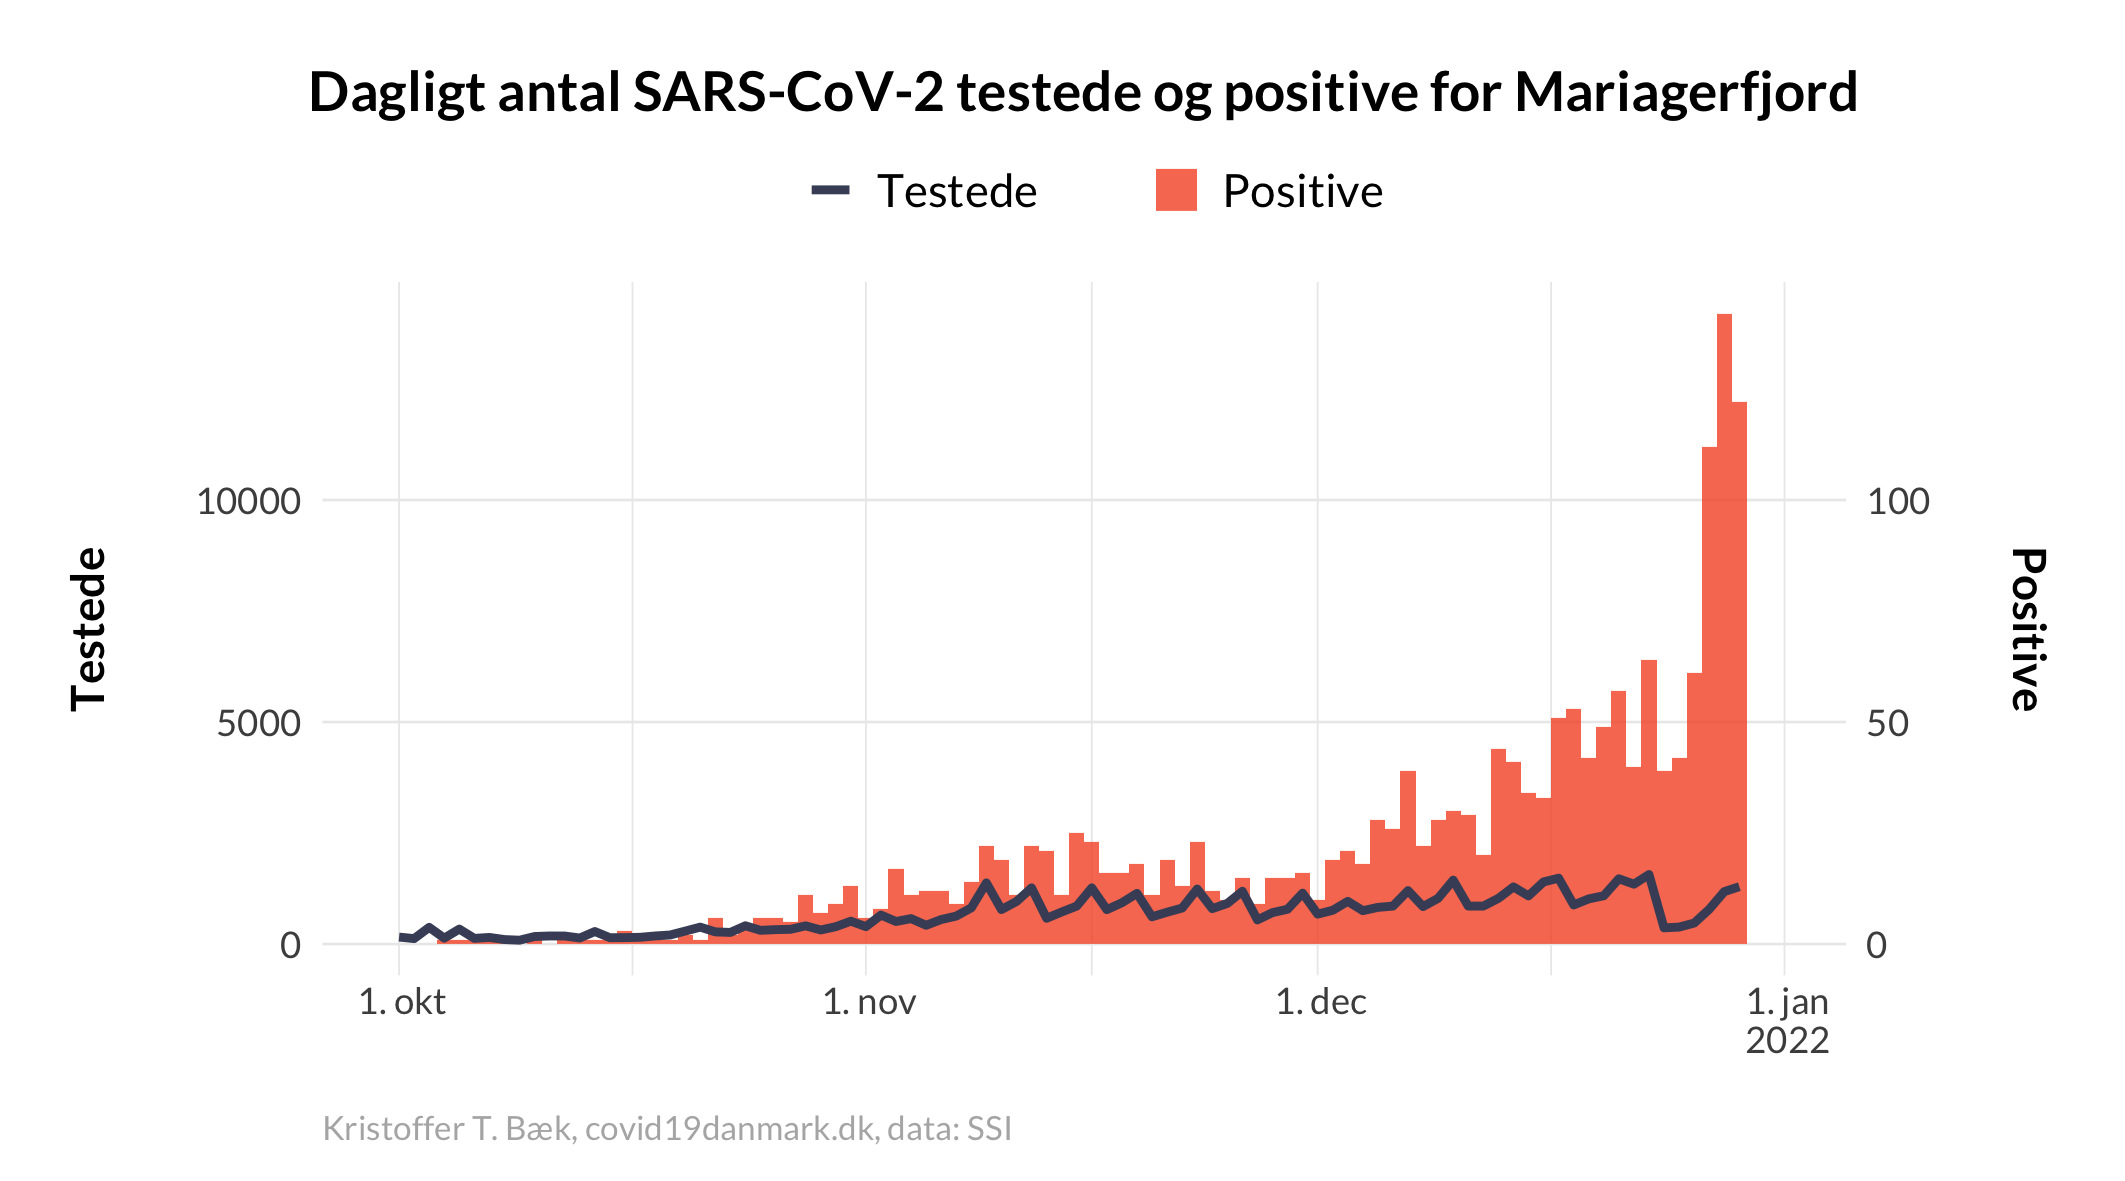 Dagligt antal SARS-CoV-2 testede og positive for Mariagerfjord
Testede
Positive
Testede
10000
5000
0
100
50
0
Positive
1. okt
1. nov
1. dec
1. jan
2022
Kristoffer T. Bæk, covid19danmark.dk, data: SSI